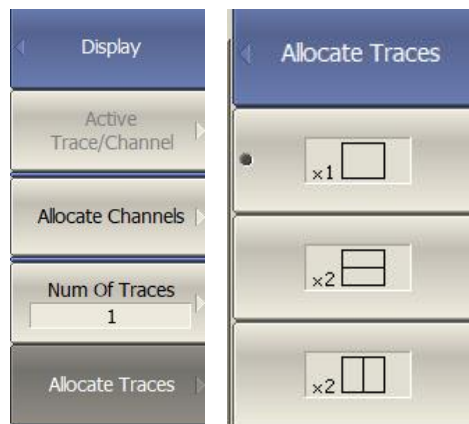 Display
Active
Trace/Channel
Allocate Channels
Num Of Traces
1
Allocate Traces
Allocate Traces
×1
×2
×2